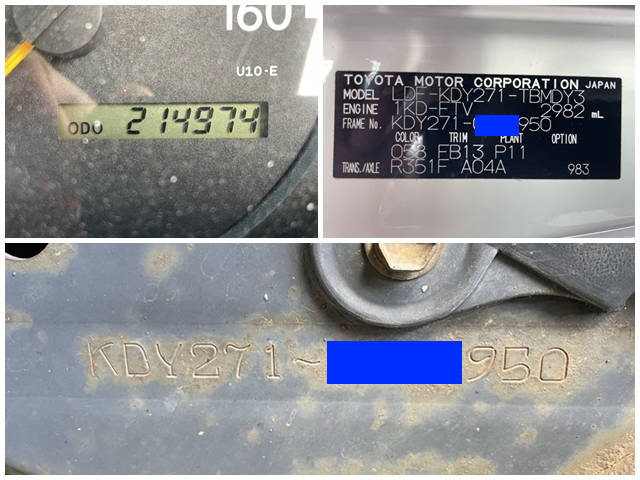 160
U10-E
ODO 214974
TOYOTA MOTOR CORPORATION JAPAN
MODEL LDF-KDY271-TBMDY3
ENGINE 1KD-FTV 2982 mL
FRAME No. KDY271-0 950
COLOR TRIM PLANT OPTION
058 FB13 P11
TRANS./AXLE R351F A04A 983
KDY271- 950